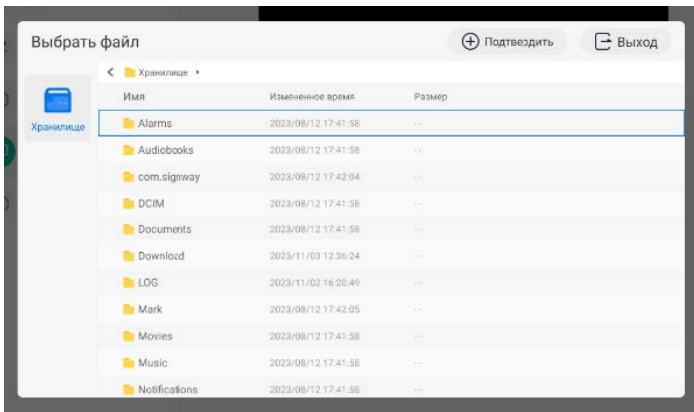 Выбрать файл
Подтвердить
Выход
Хранилище
Хранилище
Имя Измененное время Размер
Alarms 2023/08/12 17:41:58 --
Audiobooks 2023/08/12 17:41:58 --
com.signway 2023/08/12 17:42:04 --
DCIM 2023/08/12 17:41:58 --
Documents 2023/08/12 17:41:58 --
Download 2023/11/03 12:36:24 --
LOG 2023/11/02 16:20:49 --
Mark 2023/08/12 17:42:05 --
Movies 2023/08/12 17:41:58 --
Music 2023/08/12 17:41:58 --
Notifications 2023/08/12 17:41:58 --